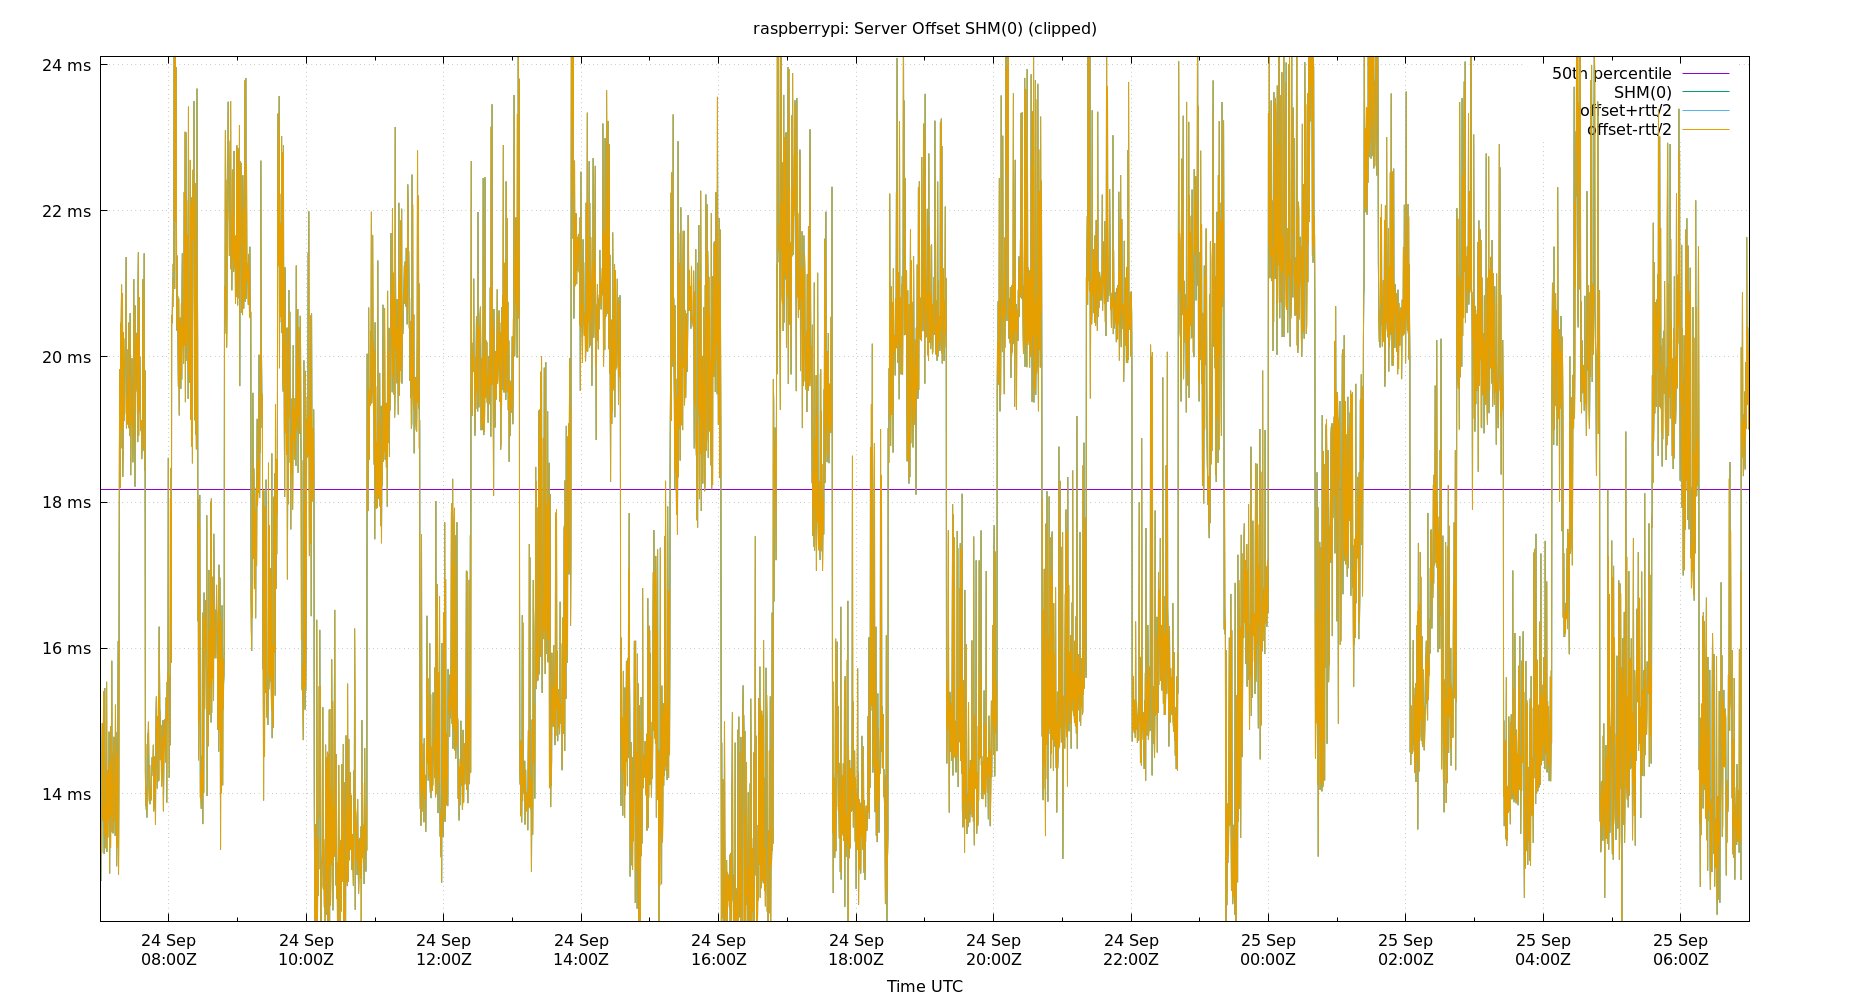 raspberrypi: Server Offset SHM(0) (clipped)
24 ms
22 ms
20 ms
18 ms
16 ms
14 ms
50th percentile
SHM(0)
offset+rtt/2
offset-rtt/2
24 Sep 24 Sep 24 Sep 24 Sep 24 Sep 24 Sep 24 Sep 24 Sep 25 Sep 25 Sep 25 Sep 25 Sep
08:00Z 10:00Z 12:00Z 14:00Z 16:00Z 18:00Z 20:00Z 22:00Z 00:00Z 02:00Z 04:00Z 06:00Z
Time UTC